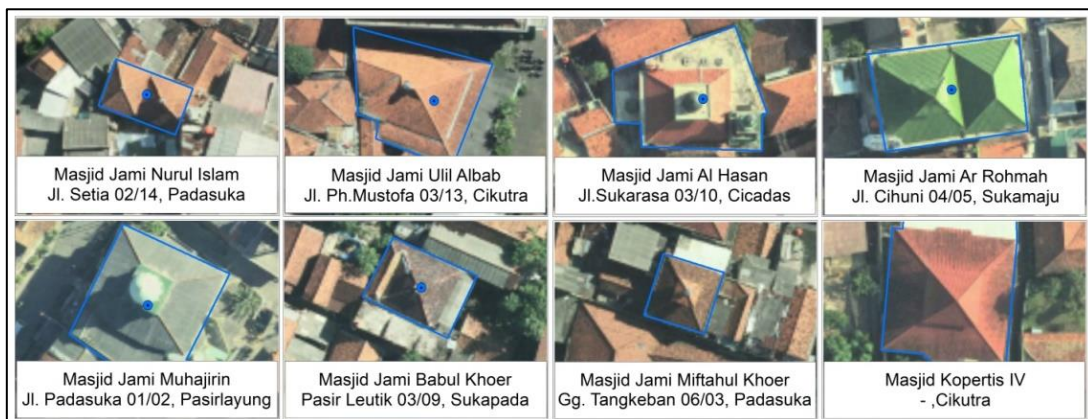 Masjid Jami Nurul Islam
Jl. Setia 02/14, Padasuka
Masjid Jami Ulil Albab
Jl. Ph.Mustofa 03/13, Cikutra
Masjid Jami Al Hasan
Jl.Sukarasa 03/10, Cicadas
Masjid Jami Ar Rohmah
Jl. Cihuni 04/05, Sukamaju
Masjid Jami Muhajirin
Jl. Padasuka 01/02, Pasirlayung
Masjid Jami Babul Khoer
Pasir Leutik 03/09, Sukapada
Masjid Jami Miftahul Khoer
Gg. Tangkeban 06/03, Padasuka
Masjid Kopertis IV
- ,Cikutra